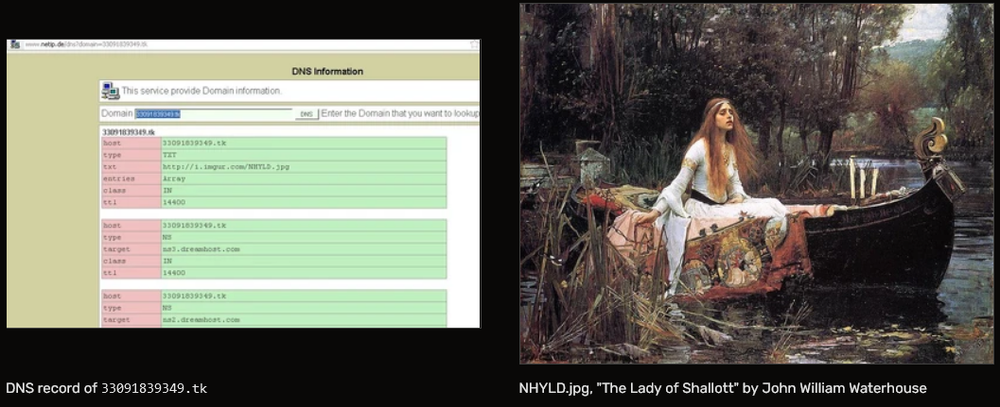 www.netip.de/dns?domain=33091839349.tk
DNS Information
This service provide Domain information.
Domain 33091839349.tk DNS Enter the Domain that you want to lookup
33091839349.tk
host 33091839349.tk
type TXT
txt http://i.imgur.com/NHYLD.jpg
entries Array
class IN
ttl 14400
host 33091839349.tk
type NS
target ns3.dreamhost.com
class IN
ttl 14400
host 33091839349.tk
type NS
target ns2.dreamhost.com
DNS record of 33091839349.tk
NHYLD.jpg, "The Lady of Shallott" by John William Waterhouse